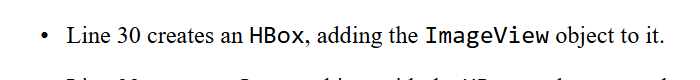 • Line 30 creates an HBox, adding the ImageView object to it.